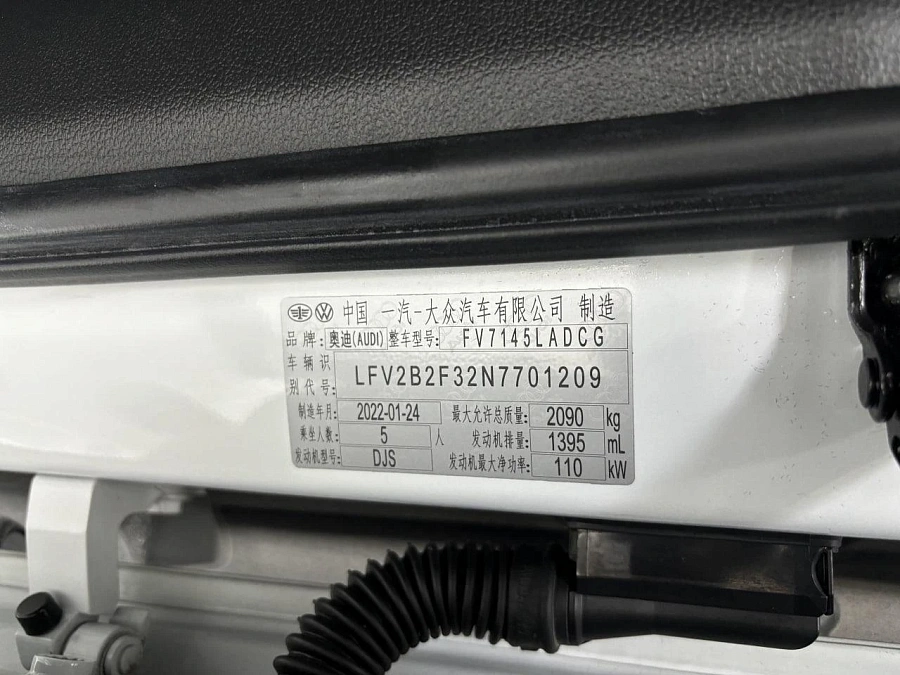 中国 一汽-大众汽车有限公司 制造
品牌: 奥迪(AUDI) 整车型号: FV7145LADCG
车辆识
别代号: LFV2B2F32N7701209
制造年月: 2022-01-24 最大允许总质量: 2090 kg
乘坐人数: 5 人 发动机排量: 1395 mL
发动机型号: DJS 发动机最大净功率: 110 kW